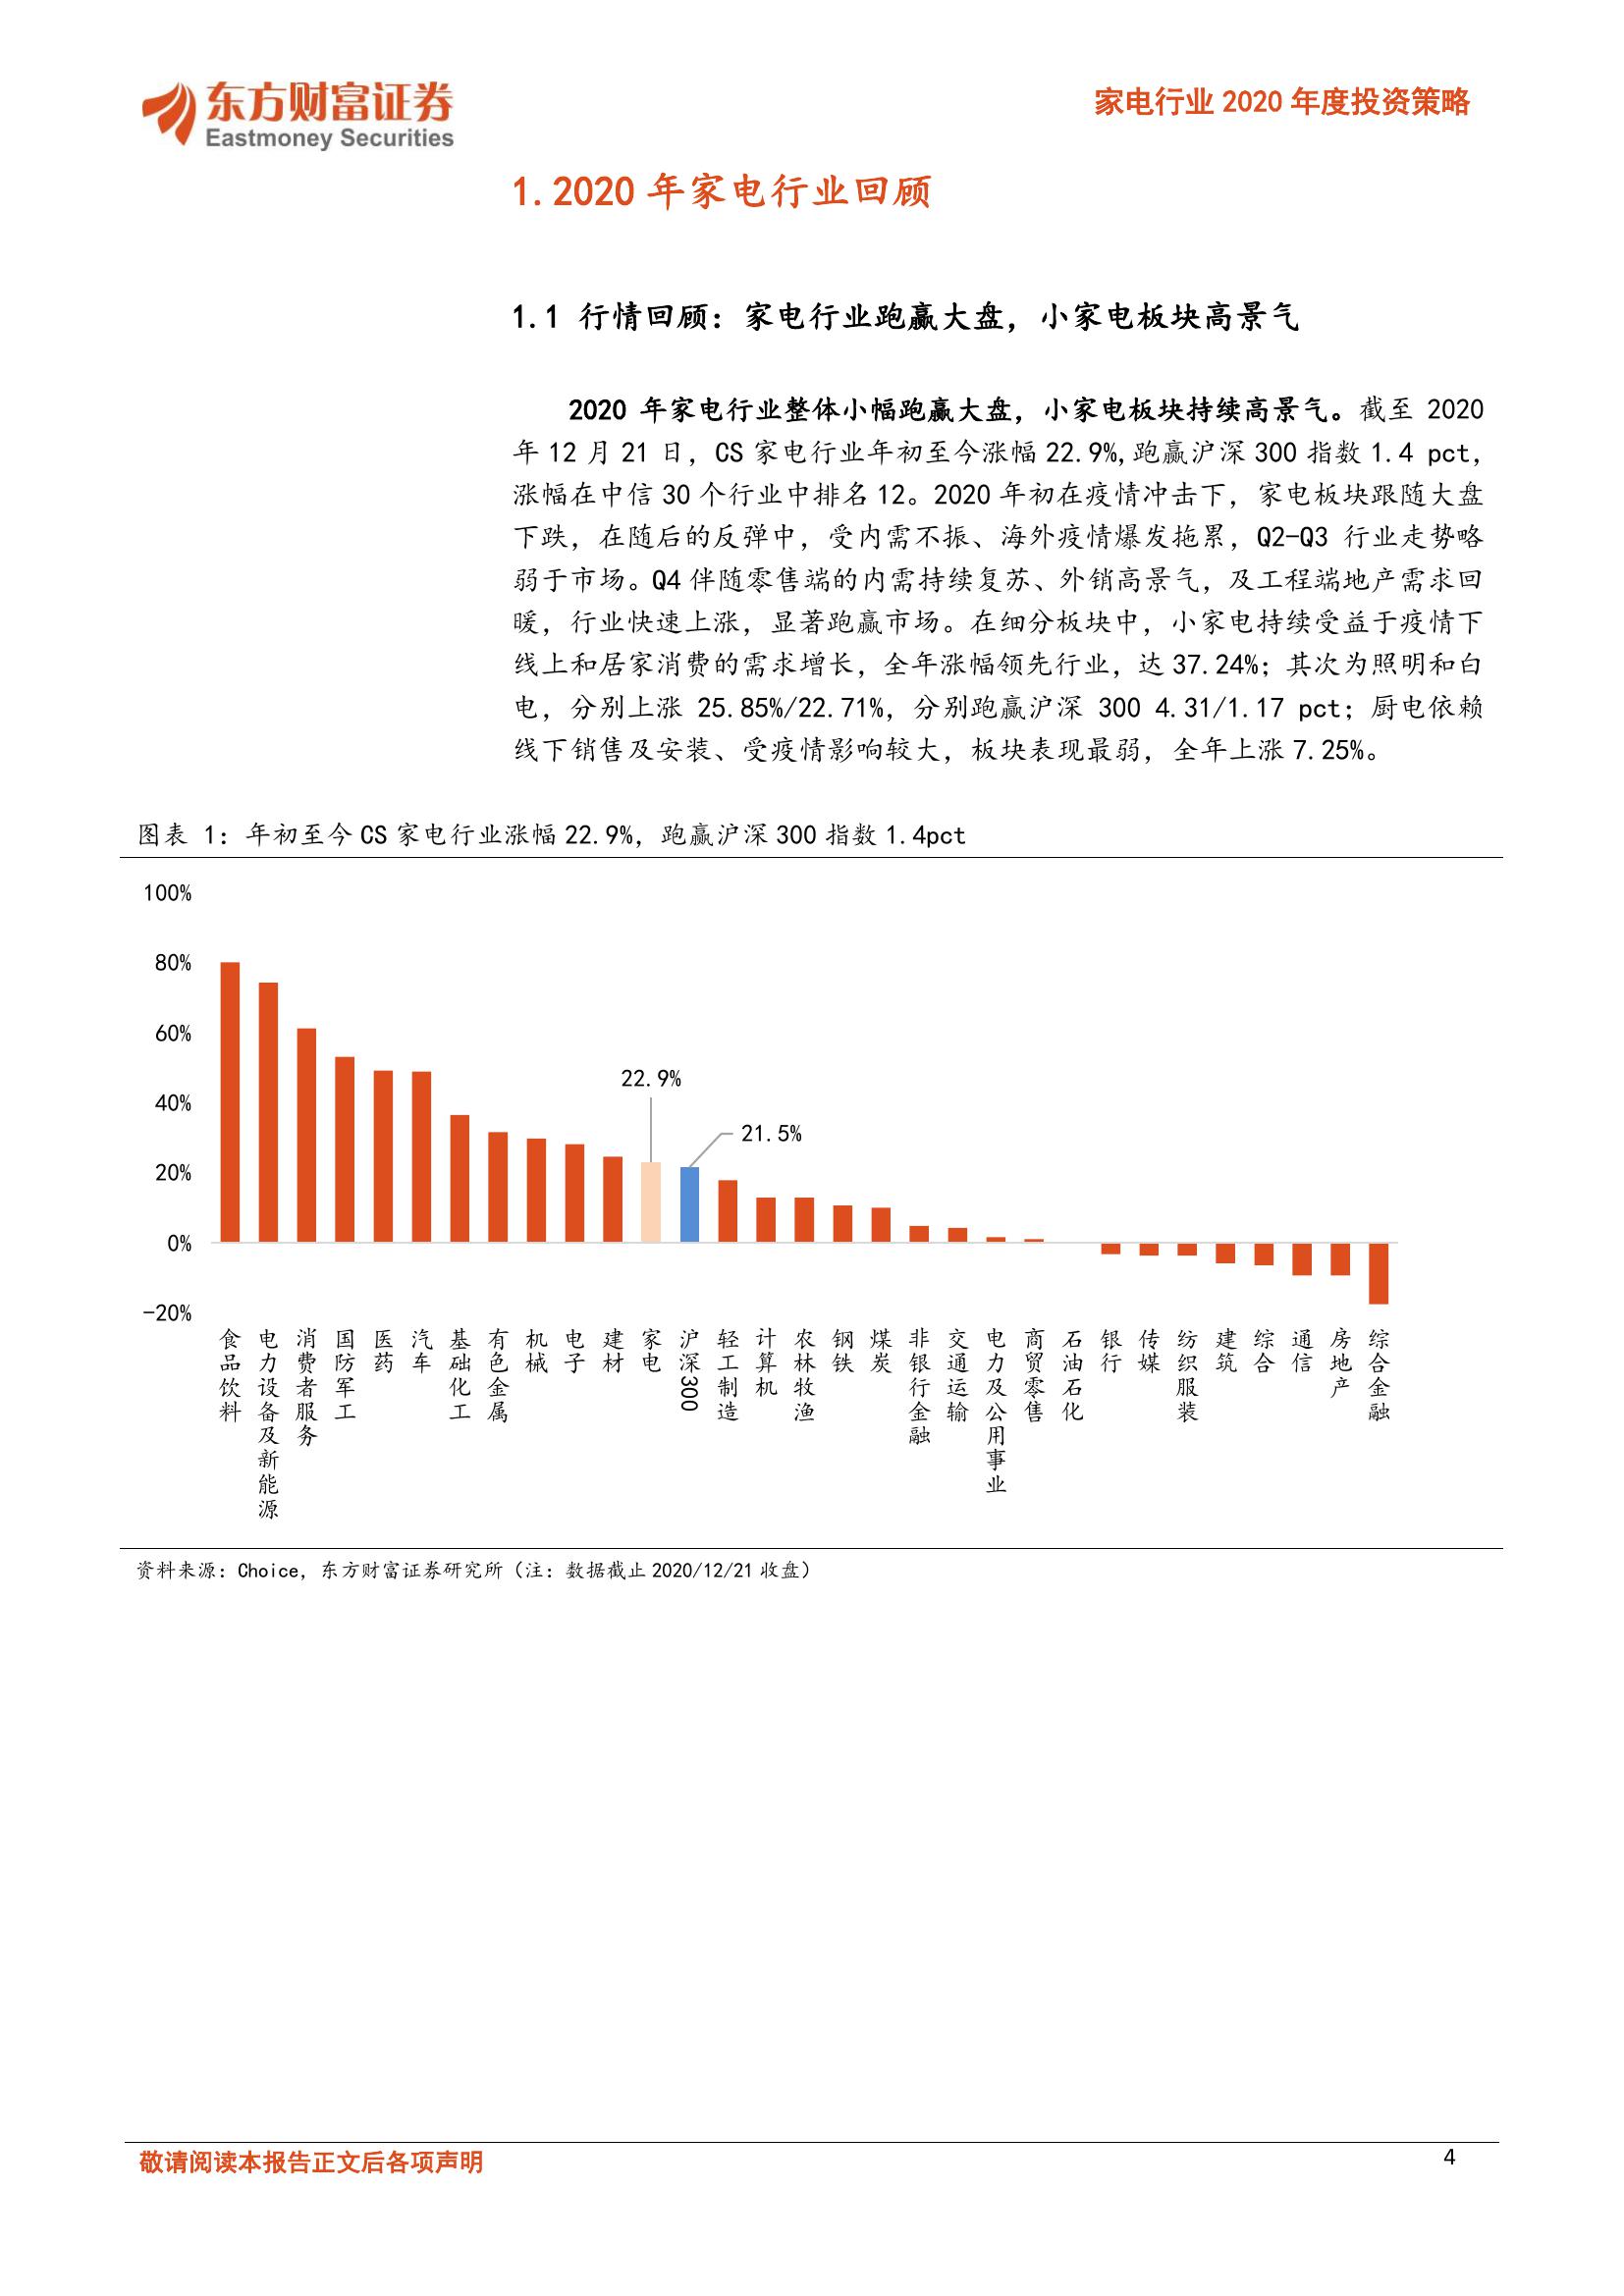 东方财富证券
Eastmoney Securities
家电行业 2020 年度投资策略
1.2020 年家电行业回顾
1.1 行情回顾：家电行业跑赢大盘，小家电板块高景气
2020 年家电行业整体小幅跑赢大盘，小家电板块持续高景气。截至 2020
年 12 月 21 日，CS 家电行业年初至今涨幅 22.9%,跑赢沪深 300 指数 1.4 pct，
涨幅在中信 30 个行业中排名 12。2020 年初在疫情冲击下，家电板块跟随大盘
下跌，在随后的反弹中，受内需不振、海外疫情爆发拖累，Q2-Q3 行业走势略
弱于市场。Q4 伴随零售端的内需持续复苏、外销高景气，及工程端地产需求回
暖，行业快速上涨，显著跑赢市场。在细分板块中，小家电持续受益于疫情下
线上和居家消费的需求增长，全年涨幅领先行业，达 37.24%；其次为照明和白
电，分别上涨 25.85%/22.71%，分别跑赢沪深 300 4.31/1.17 pct；厨电依赖
线下销售及安装、受疫情影响较大，板块表现最弱，全年上涨 7.25%。
图表 1：年初至今 CS 家电行业涨幅 22.9%，跑赢沪深 300 指数 1.4pct
100%
80%
60%
40%
20%
0%
-20%
22.9%
21.5%
食品饮料
电力设备及新能源
消费者服务
国防军工
医药
汽车
基础化工
有色金属
机械
电子
建材
家电
沪深300
轻工制造
计算机
农林牧渔
钢铁
煤炭
非银行金融
交通运输
电力及公用事业
商贸零售
石油石化
银行
传媒
纺织服装
建筑
综合
通信
房地产
综合金融
资料来源：Choice，东方财富证券研究所（注：数据截止 2020/12/21 收盘）
敬请阅读本报告正文后各项声明
4